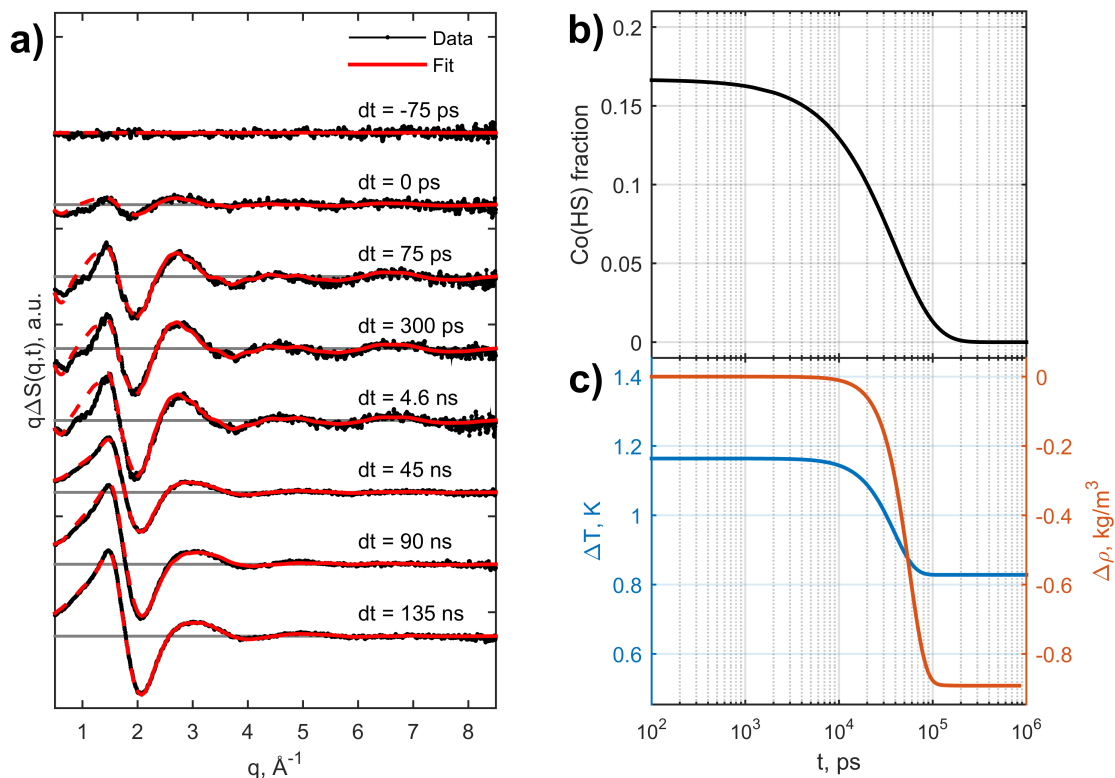 a)
Data
Fit
dt = -75 ps
dt = 0 ps
dt = 75 ps
dt = 300 ps
dt = 4.6 ns
dt = 45 ns
dt = 90 ns
dt = 135 ns
qΔS(q,t), a.u.
1 2 3 4 5 6 7 8
q, Å⁻¹
b)
0.2
0.15
0.1
0.05
0
Co(HS) fraction
c)
1.4
1.2
1
0.8
0.6
ΔT, K
0
-0.2
-0.4
-0.6
-0.8
Δρ, kg/m³
10² 10³ 10⁴ 10⁵ 10⁶
t, ps